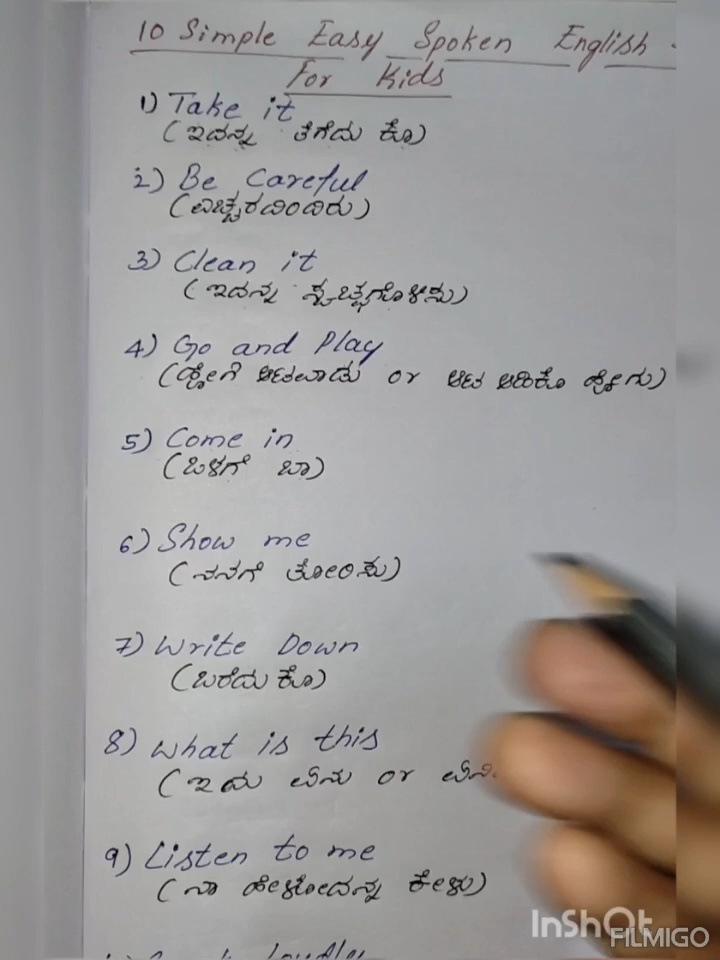 10 Simple Easy Spoken English
For Kids
1) Take it
(ಇದನ್ನು ತೆಗೆದು ಕೊ)
2) Be Careful
(ಎಚ್ಚರದಿಂದಿರು)
3) Clean it
(ಇದನ್ನು ಸ್ವಚ್ಛಗೊಳಿಸು)
4) Go and Play
(ಹೋಗಿ ಆಟವಾಡು or ಆಟ ಆಡಿಕೊ ಹೋಗು)
5) Come in
(ಒಳಗೆ ಬಾ)
6) Show me
(ನನಗೆ ತೋರಿಸು)
7) Write Down
(ಬರೆದು ಕೊ)
8) What is this
(ಇದು ಏನು or
9) Listen to me
(ನಾ ಹೇಳೋದನ್ನು ಕೇಳು)
loudly
InShOt
FILMIGO